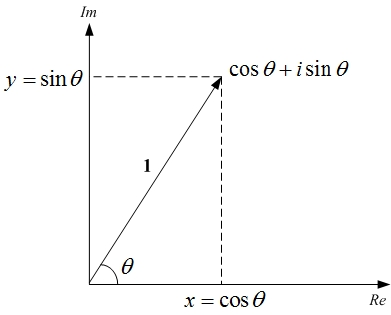 Im
cos θ + i sin θ
y = sin θ
1
θ
x = cos θ
Re